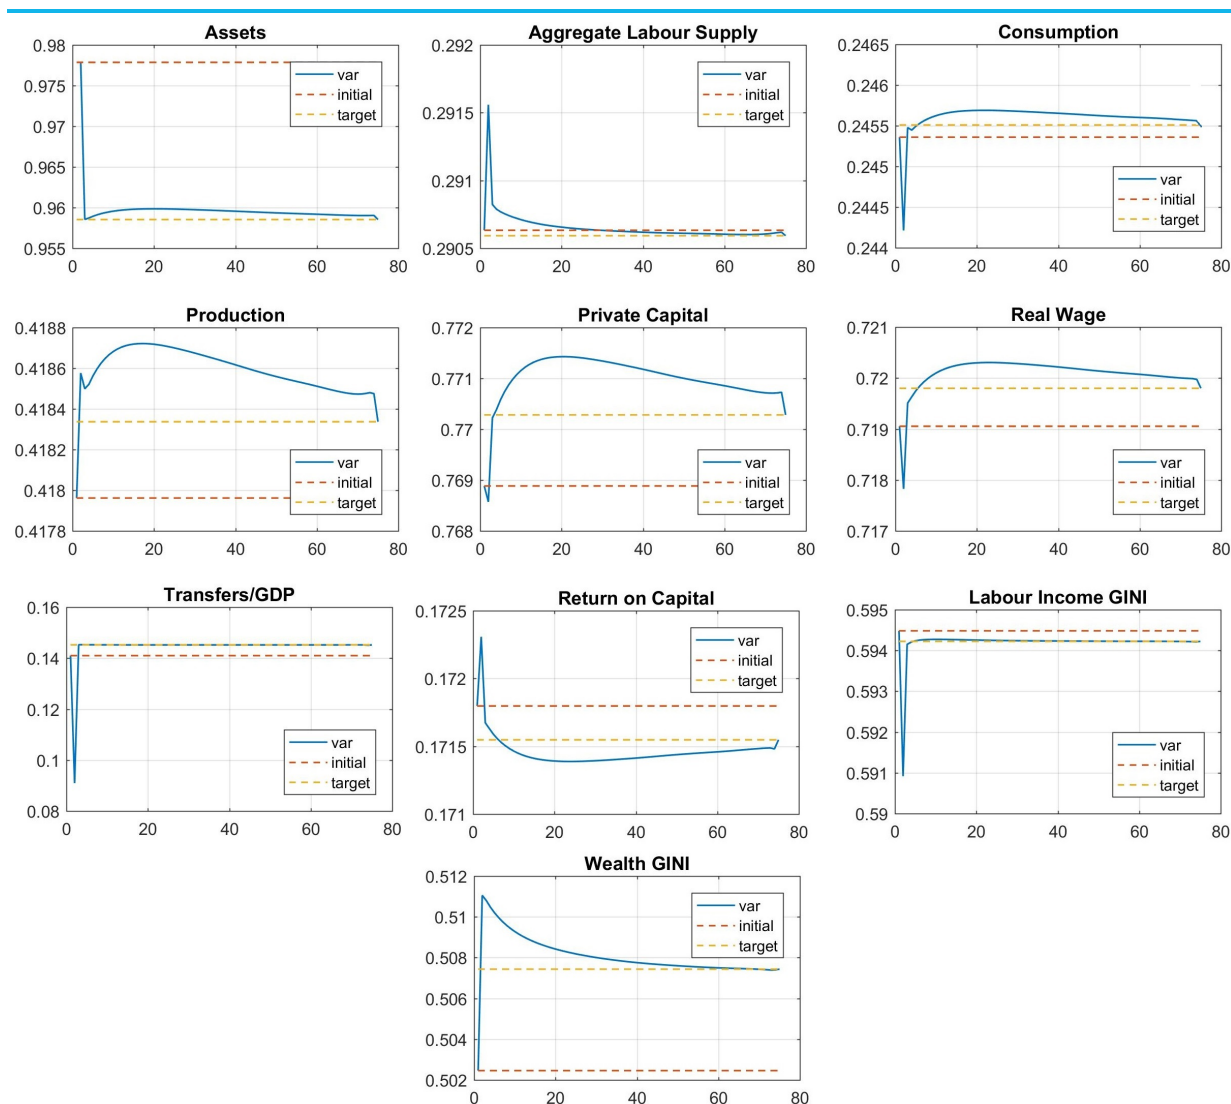 Assets
0.98
0.975
0.97
0.965
0.96
0.955
0 20 40 60 80
var
initial
target
Aggregate Labour Supply
0.292
0.2915
0.291
0.2905
0 20 40 60 80
var
initial
target
Consumption
0.2465
0.246
0.2455
0.245
0.2445
0.244
0 20 40 60 80
var
initial
target
Production
0.4188
0.4186
0.4184
0.4182
0.418
0.4178
0 20 40 60 80
var
initial
target
Private Capital
0.772
0.771
0.77
0.769
0.768
0 20 40 60 80
var
initial
target
Real Wage
0.721
0.72
0.719
0.718
0.717
0 20 40 60 80
var
initial
target
Transfers/GDP
0.16
0.14
0.12
0.1
0.08
0 20 40 60 80
var
initial
target
Return on Capital
0.1725
0.172
0.1715
0.171
0 20 40 60 80
var
initial
target
Labour Income GINI
0.595
0.594
0.593
0.592
0.591
0.59
0 20 40 60 80
var
initial
target
Wealth GINI
0.512
0.51
0.508
0.506
0.504
0.502
0 20 40 60 80
var
initial
target